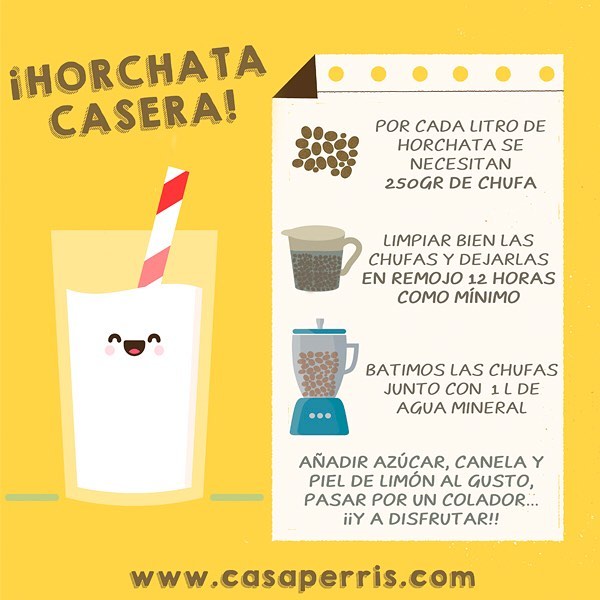 ¡HORCHATA
CASERA!
POR CADA LITRO DE
HORCHATA SE
NECESITAN
250GR DE CHUFA
LIMPIAR BIEN LAS
CHUFAS Y DEJARLAS
EN REMOJO 12 HORAS
COMO MÍNIMO
BATIMOS LAS CHUFAS
JUNTO CON 1 L DE
AGUA MINERAL
AÑADIR AZÚCAR, CANELA Y
PIEL DE LIMÓN AL GUSTO,
PASAR POR UN COLADOR...
¡¡Y A DISFRUTAR!!
www.casaperris.com